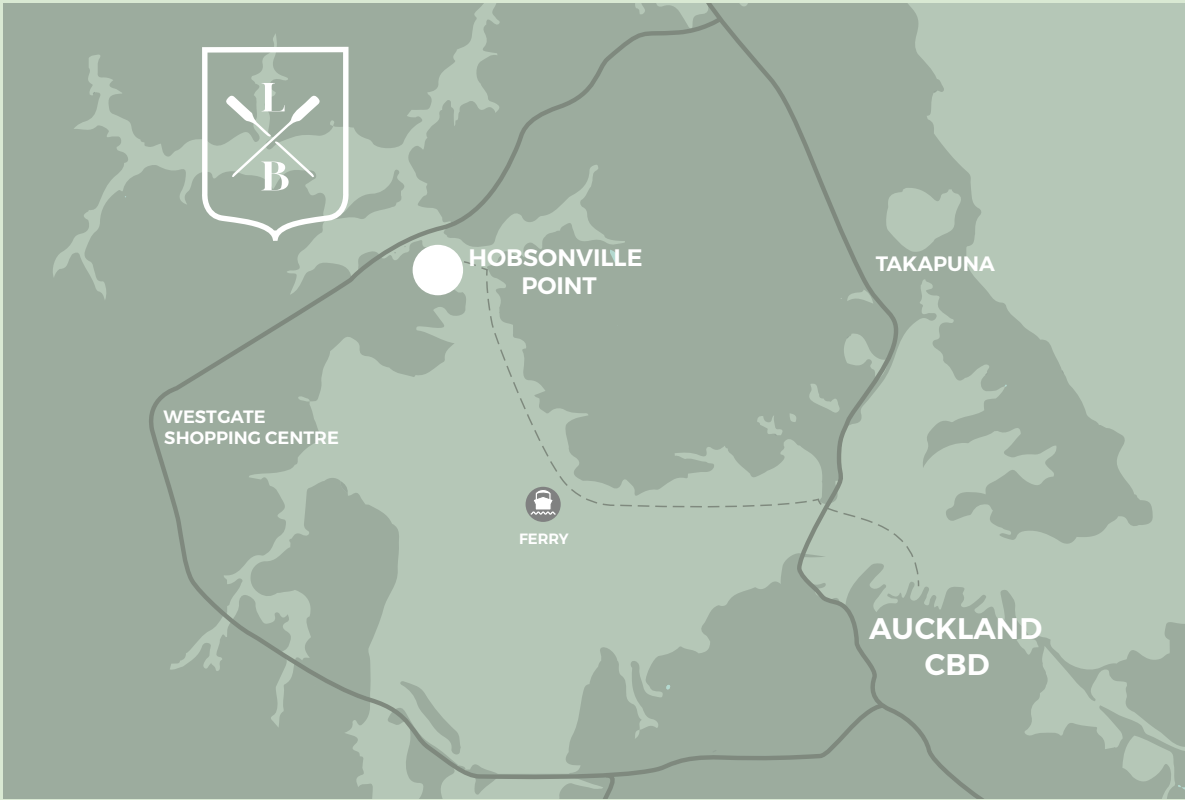 L
B
HOBSONVILLE
POINT
TAKAPUNA
WESTGATE
SHOPPING CENTRE
FERRY
AUCKLAND
CBD